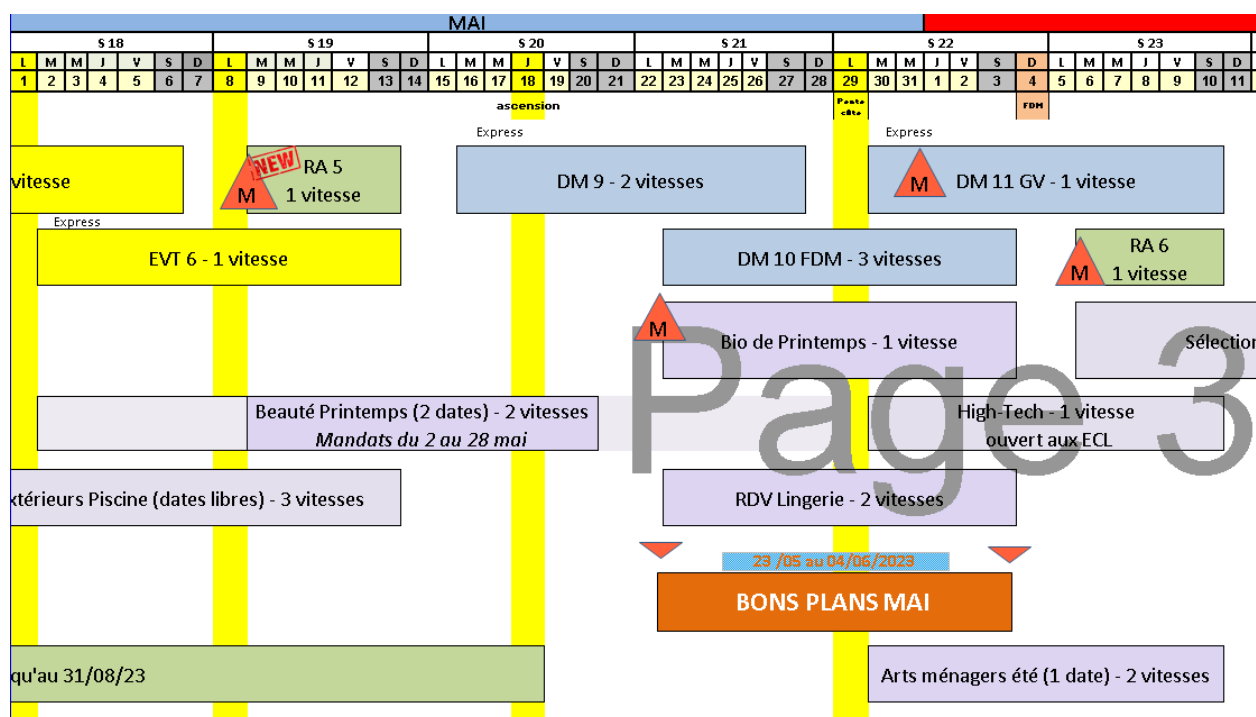 MAI
S 18 S 19 S 20 S 21 S 22 S 23
L M M J V S D L M M J V S D L M M J V S D L M M J V S D L M M J V S D L M M J V S D
1 2 3 4 5 6 7 8 9 10 11 12 13 14 15 16 17 18 19 20 21 22 23 24 25 26 27 28 29 30 31 1 2 3 4 5 6 7 8 9 10 11
ascension Pente côte FDM
Express Express
vitesse
NEW
M
RA 5
1 vitesse
DM 9 - 2 vitesses
M
DM 11 GV - 1 vitesse
Express
EVT 6 - 1 vitesse
DM 10 FDM - 3 vitesses
M
RA 6
1 vitesse
M
Bio de Printemps - 1 vitesse
Sélection
Page 3
Beauté Printemps (2 dates) - 2 vitesses
Mandats du 2 au 28 mai
High-Tech - 1 vitesse
ouvert aux ECL
xtérieurs Piscine (dates libres) - 3 vitesses
RDV Lingerie - 2 vitesses
23 /05 au 04/06/2023
BONS PLANS MAI
qu'au 31/08/23
Arts ménagers été (1 date) - 2 vitesses